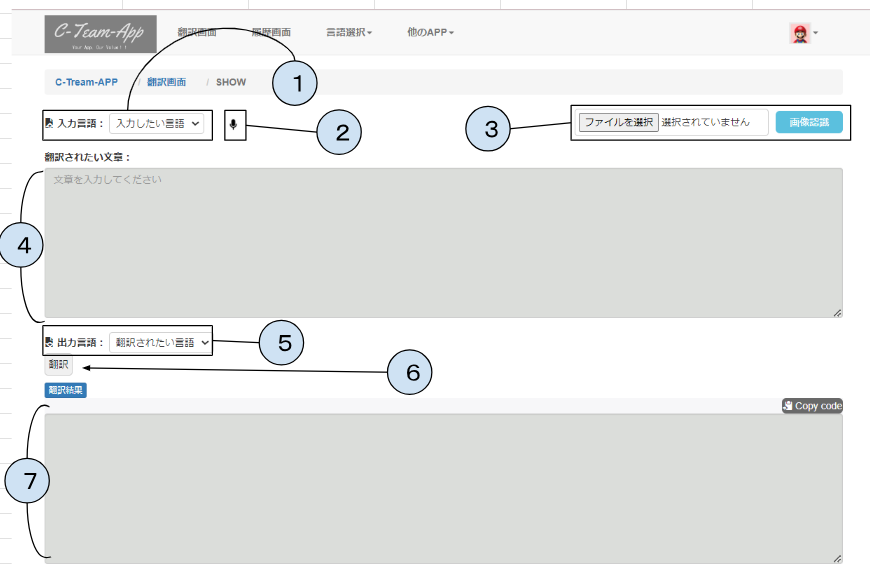 C-Team-App
Your App Our Value!!
翻訳画面 履歴画面 言語選択 他のAPP
C-Tream-APP / 翻訳画面 / SHOW
1
入力言語： 入力したい言語
2
3
ファイルを選択 選択されていません 画像認識
翻訳されたい文章：
文章を入力してください
4
出力言語： 翻訳されたい言語
5
翻訳
6
翻訳結果
Copy code
7